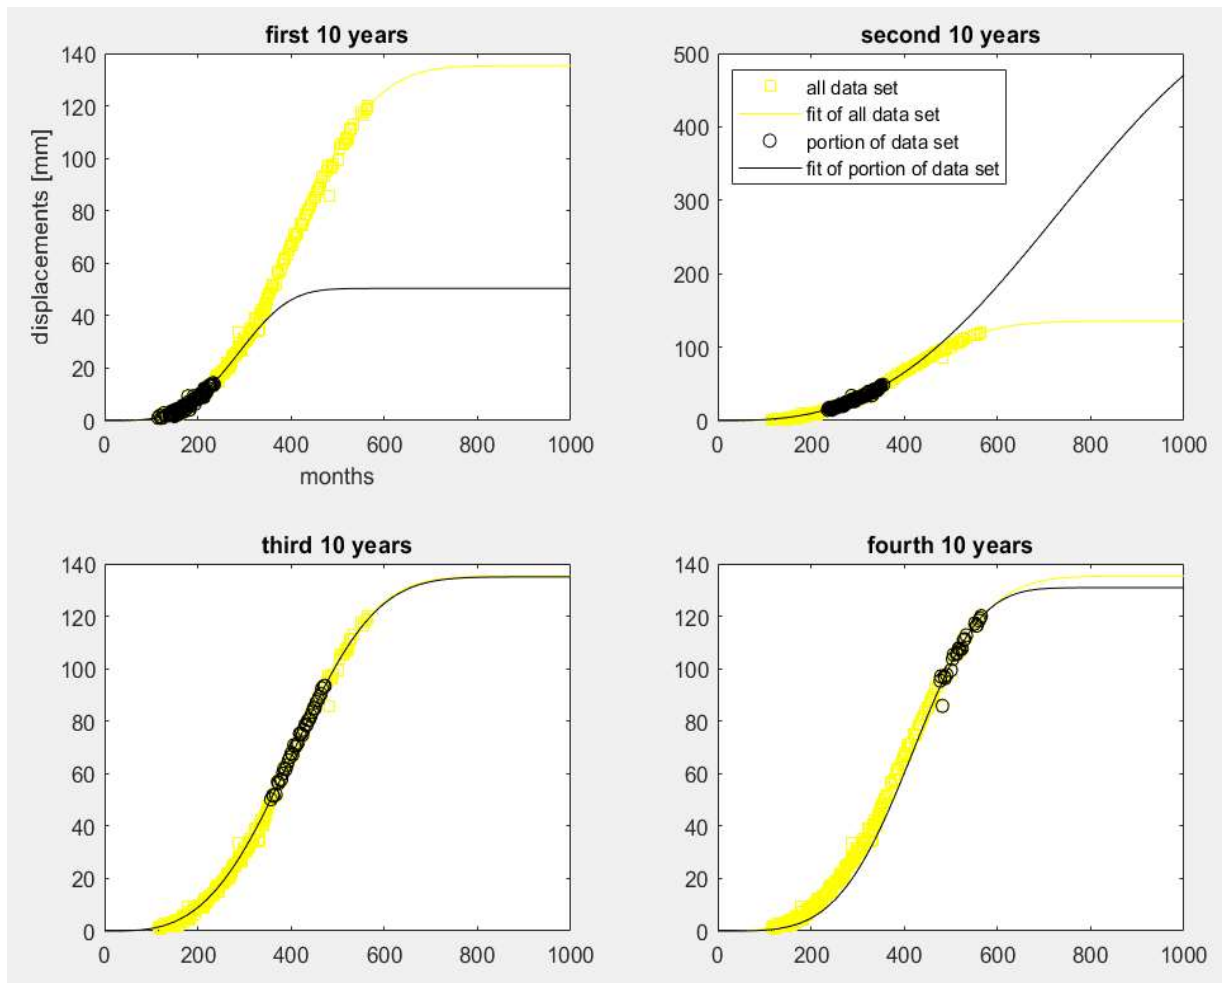 first 10 years
140
120
100
80
60
40
20
0
0 200 400 600 800 1000
displacements [mm]
months
second 10 years
500
400
300
200
100
0
0 200 400 600 800 1000
all data set
fit of all data set
portion of data set
fit of portion of data set
third 10 years
140
120
100
80
60
40
20
0
0 200 400 600 800 1000
fourth 10 years
140
120
100
80
60
40
20
0
0 200 400 600 800 1000